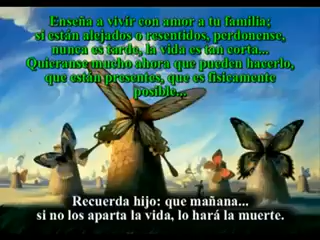 Enseña a vivír con amor a tu familia;
si están alejados o resentidos, perdonense,
nunca es tarde, la vida es tan corta...
Quieranse mucho ahora que pueden hacerlo,
que están presentes, que es fisicamente
posible...
Recuerda hijo: que mañana...
si no los aparta la vida, lo hará la muerte.